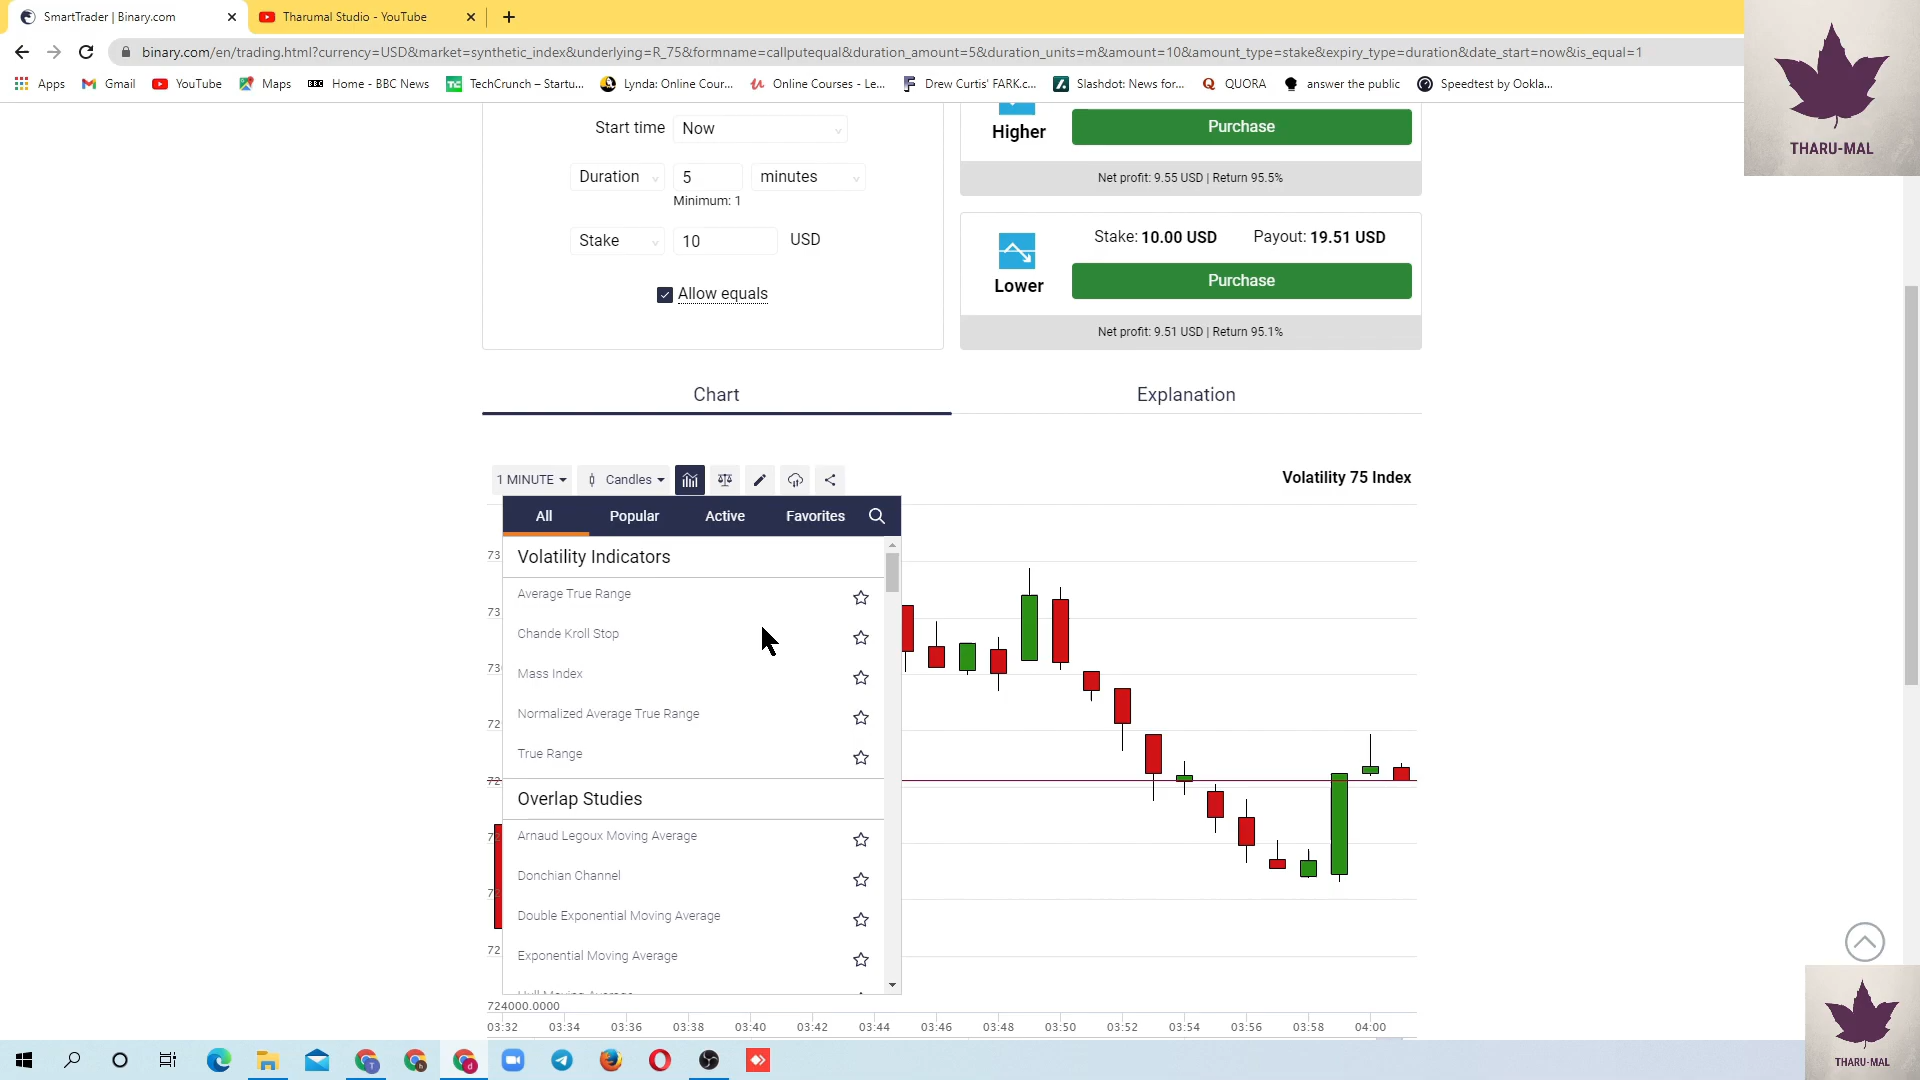 SmartTrader | Binary.com
Tharumal Studio - YouTube
binary.com/en/trading.html?currency=USD&market=synthetic_index&underlying=R_75&formname=callputequal&duration_amount=5&duration_units=m&amount=10&amount_type=stake&expiry_type=duration&date_start=now&is_equal=1
Apps Gmail YouTube Maps Home - BBC News TechCrunch – Startu... Lynda: Online Cour... Online Courses - Le... Drew Curtis' FARK.c... Slashdot: News for... QUORA answer the public Speedtest by Ookla...
THARU-MAL
Start time Now
Duration 5 minutes
Minimum: 1
Stake 10 USD
Allow equals
Higher Purchase
Net profit: 9.55 USD | Return 95.5%
Stake: 10.00 USD Payout: 19.51 USD
Lower Purchase
Net profit: 9.51 USD | Return 95.1%
Chart Explanation
1 MINUTE Candles
Volatility 75 Index
All Popular Active Favorites
Volatility Indicators
Average True Range
Chande Kroll Stop
Mass Index
Normalized Average True Range
True Range
Overlap Studies
Arnaud Legoux Moving Average
Donchian Channel
Double Exponential Moving Average
Exponential Moving Average
724000.0000
03:32 03:34 03:36 03:38 03:40 03:42 03:44 03:46 03:48 03:50 03:52 03:54 03:56 03:58 04:00
THARU-MAL